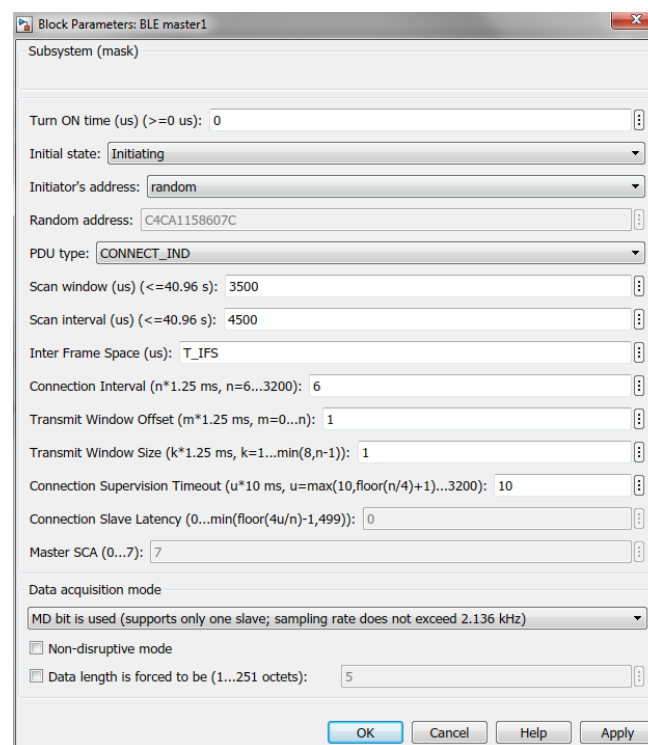 Block Parameters: BLE master1
Subsystem (mask)
Turn ON time (us) (>=0 us): 0
Initial state: Initiating
Initiator's address: random
Random address: C4CA1158607C
PDU type: CONNECT_IND
Scan window (us) (<=40.96 s): 3500
Scan interval (us) (<=40.96 s): 4500
Inter Frame Space (us): T_IFS
Connection Interval (n*1.25 ms, n=6...3200): 6
Transmit Window Offset (m*1.25 ms, m=0...n): 1
Transmit Window Size (k*1.25 ms, k=1...min(8,n-1)): 1
Connection Supervision Timeout (u*10 ms, u=max(10,floor(n/4)+1)...3200): 10
Connection Slave Latency (0...min(floor(4u/n)-1,499)): 0
Master SCA (0...7): 7
Data acquisition mode
MD bit is used (supports only one slave; sampling rate does not exceed 2.136 kHz)
Non-disruptive mode
Data length is forced to be (1...251 octets): 5
OK Cancel Help Apply